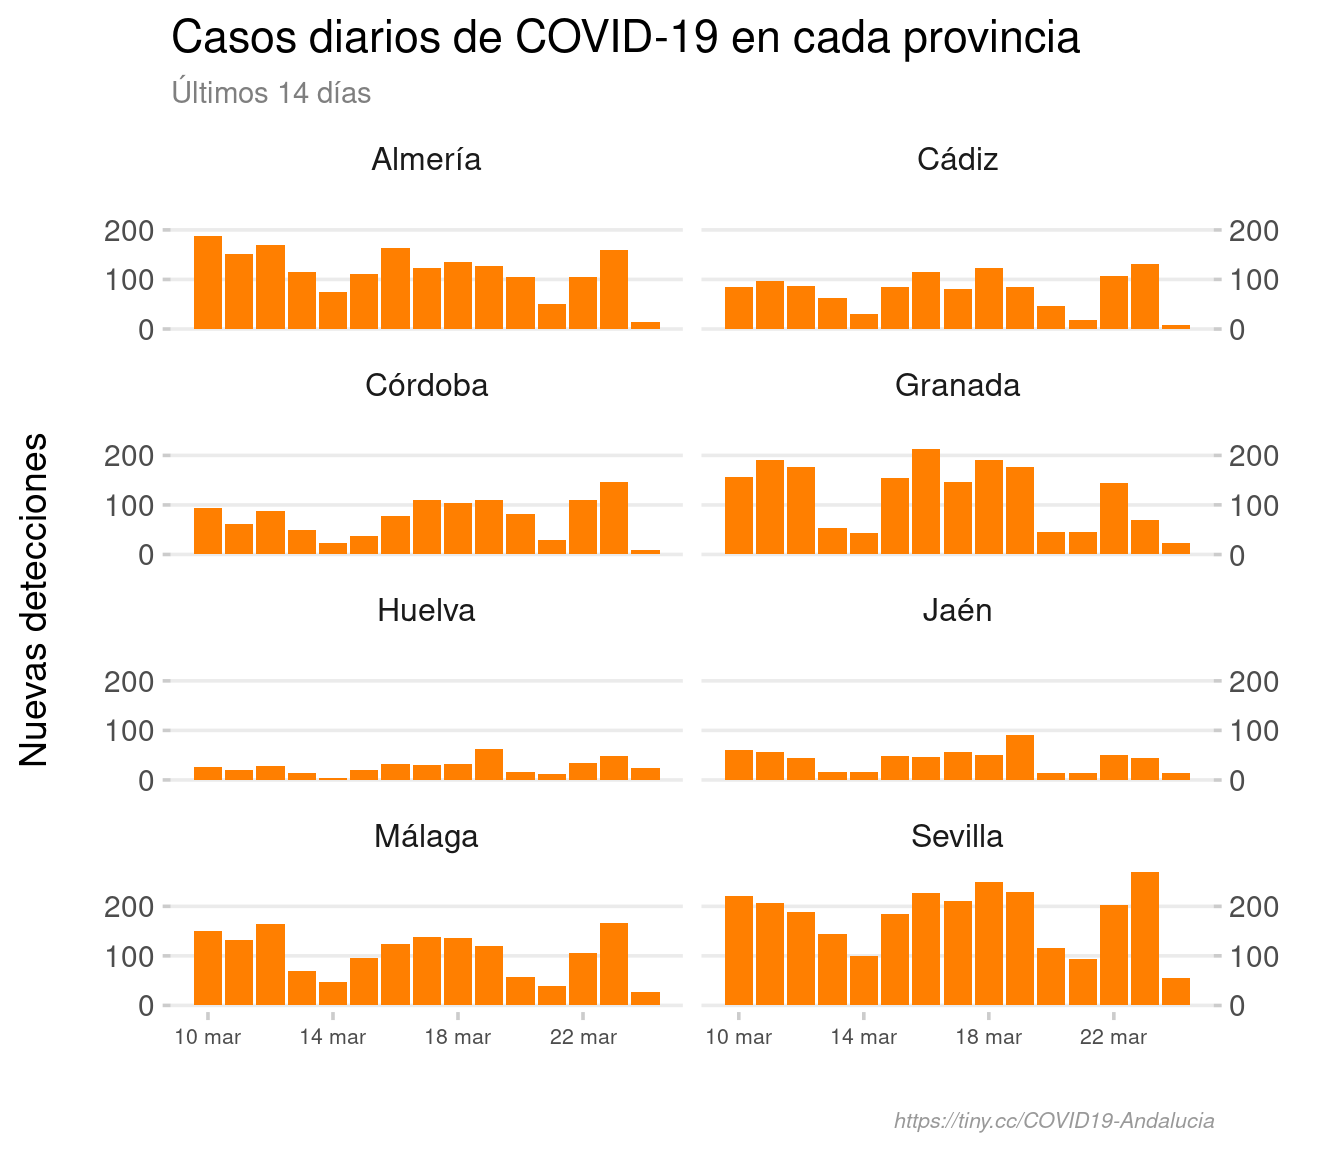 Casos diarios de COVID-19 en cada provincia
Últimos 14 días
Nuevas detecciones
Almería
Cádiz
200
100
0
200
100
0
Córdoba
Granada
200
100
0
200
100
0
Huelva
Jaén
200
100
0
200
100
0
Málaga
Sevilla
200
100
0
200
100
0
10 mar 14 mar 18 mar 22 mar
10 mar 14 mar 18 mar 22 mar
https://tiny.cc/COVID19-Andalucia